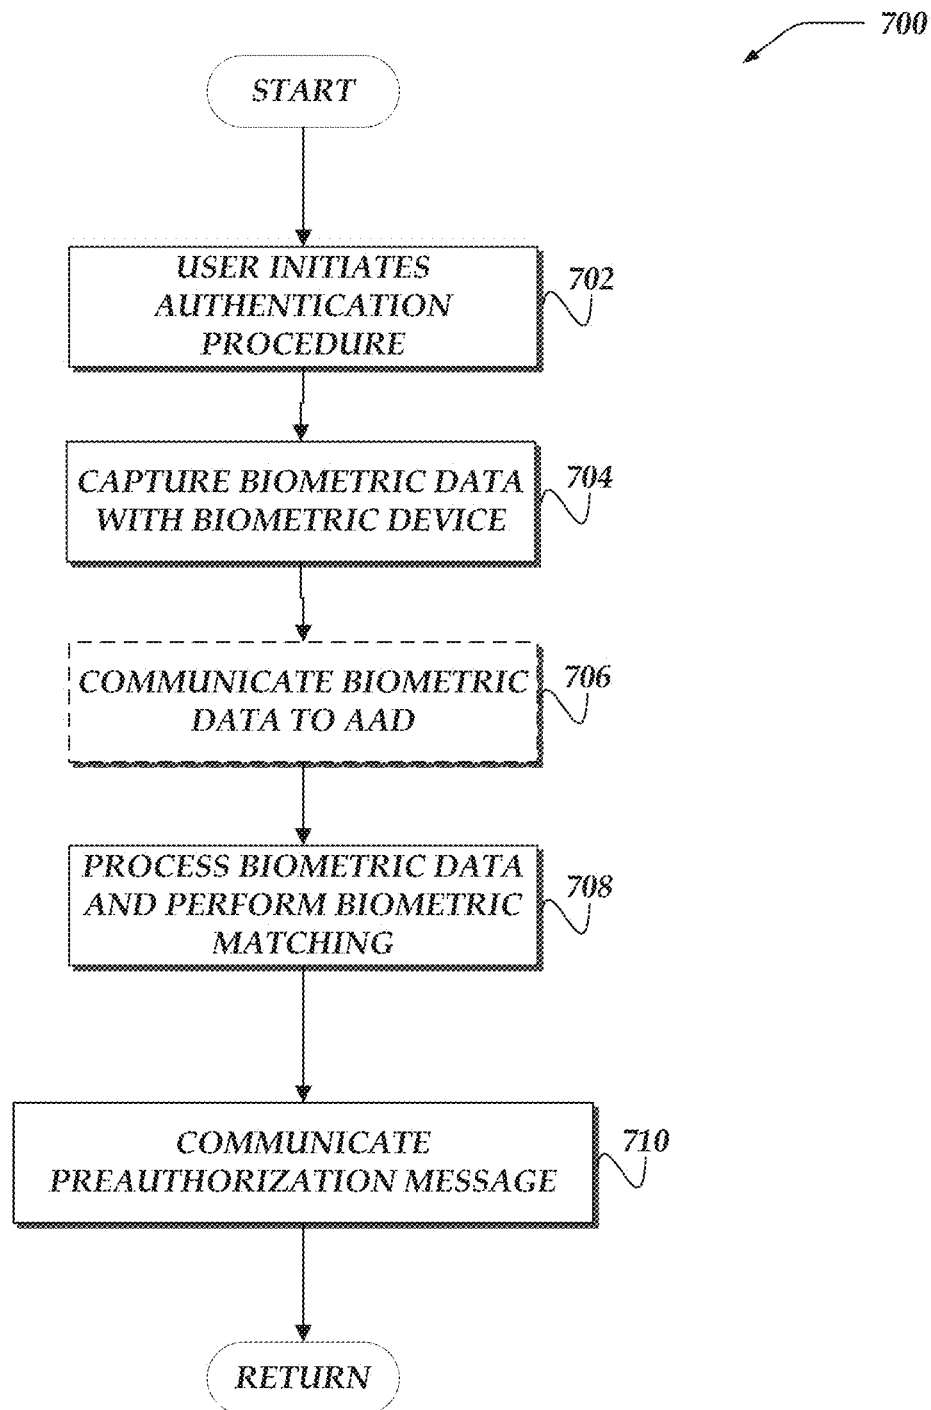 700
START
USER INITIATES
AUTHENTICATION
PROCEDURE
702
CAPTURE BIOMETRIC DATA
WITH BIOMETRIC DEVICE
704
COMMUNICATE BIOMETRIC
DATA TO AAD
706
PROCESS BIOMETRIC DATA
AND PERFORM BIOMETRIC
MATCHING
708
COMMUNICATE
PREAUTHORIZATION MESSAGE
710
RETURN